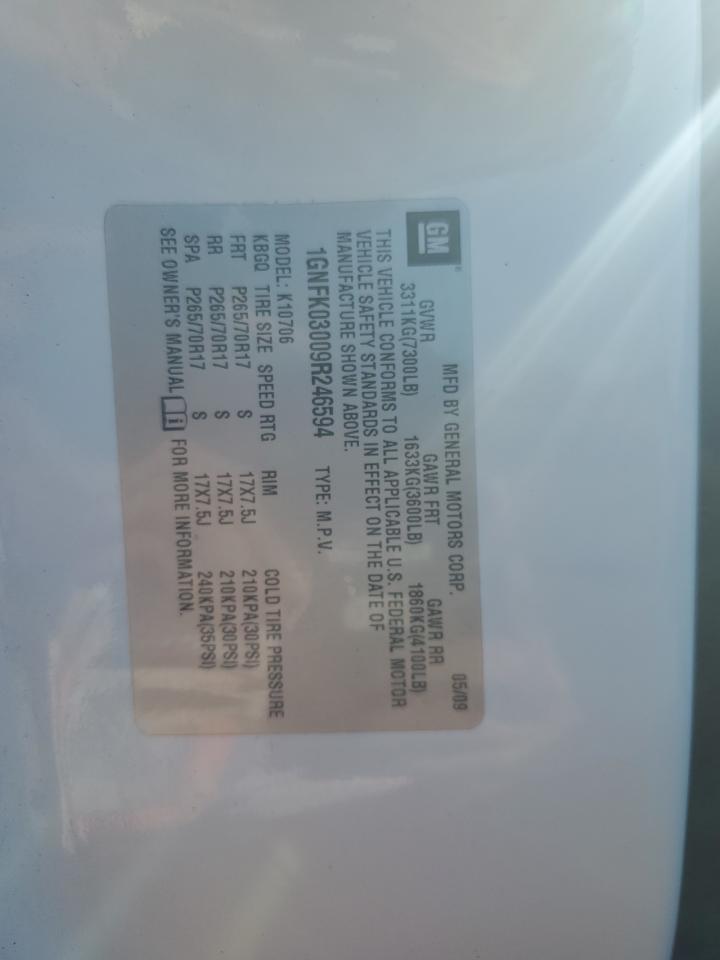 GM ®
MFD BY GENERAL MOTORS CORP. 05/09
GVWR GAWR FRT GAWR RR
3311KG(7300LB) 1633KG(3600LB) 1860KG(4100LB)
THIS VEHICLE CONFORMS TO ALL APPLICABLE U.S. FEDERAL MOTOR
VEHICLE SAFETY STANDARDS IN EFFECT ON THE DATE OF
MANUFACTURE SHOWN ABOVE.
1GNFK03009R246594 TYPE: M.P.V.
MODEL: K10706
KBGQ TIRE SIZE SPEED RTG RIM COLD TIRE PRESSURE
FRT P265/70R17 S 17X7.5J 210KPA(30PSI)
RR P265/70R17 S 17X7.5J 210KPA(30PSI)
SPA P265/70R17 S 17X7.5J 240KPA(35PSI)
SEE OWNER'S MANUAL i FOR MORE INFORMATION.